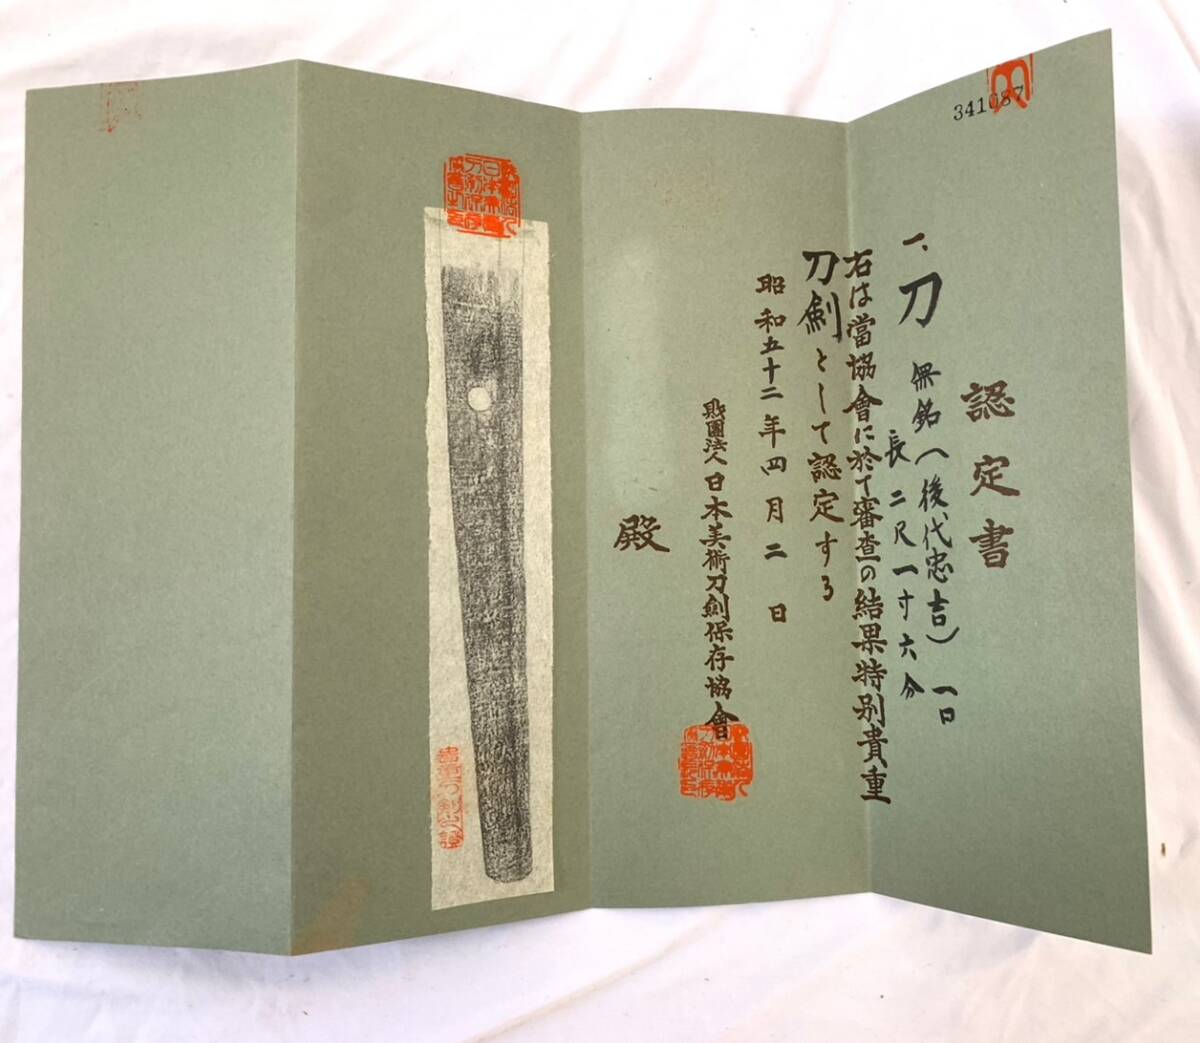 341087
認定書
一、刀 無銘(後代忠吉) 一口
長二尺一寸六分
右は當協會に於て審査の結果特別貴重
刀劍として認定する
昭和五十二年四月二日
財團法人日本美術刀劍保存協會
殿